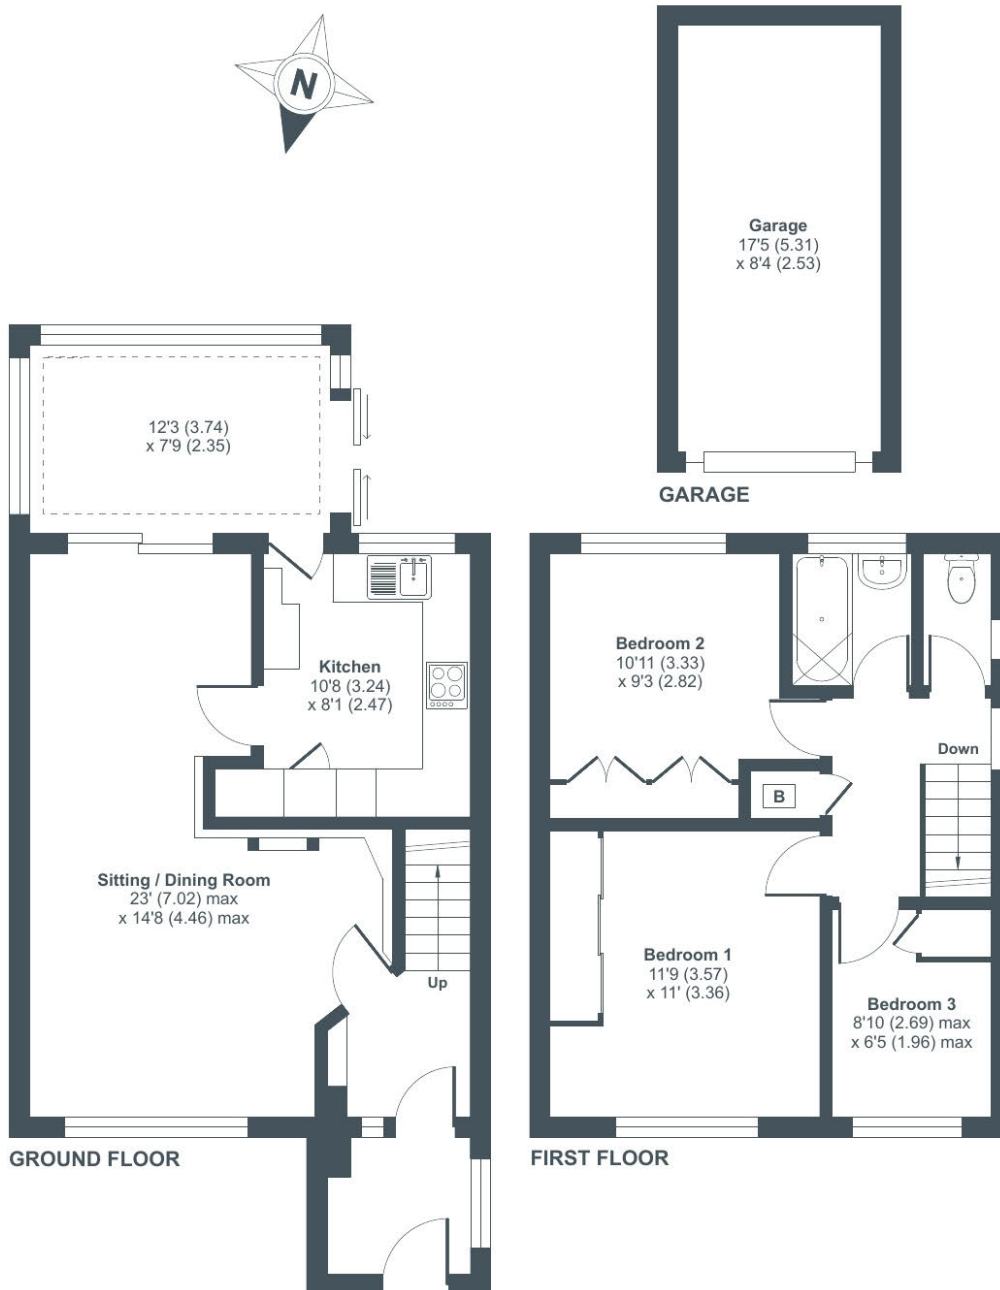 N
Garage
17'5 (5.31)
x 8'4 (2.53)
GARAGE
12'3 (3.74)
x 7'9 (2.35)
Kitchen
10'8 (3.24)
x 8'1 (2.47)
Sitting / Dining Room
23' (7.02) max
x 14'8 (4.46) max
Up
GROUND FLOOR
Bedroom 2
10'11 (3.33)
x 9'3 (2.82)
B
Down
Bedroom 1
11'9 (3.57)
x 11' (3.36)
Bedroom 3
8'10 (2.69) max
x 6'5 (1.96) max
FIRST FLOOR